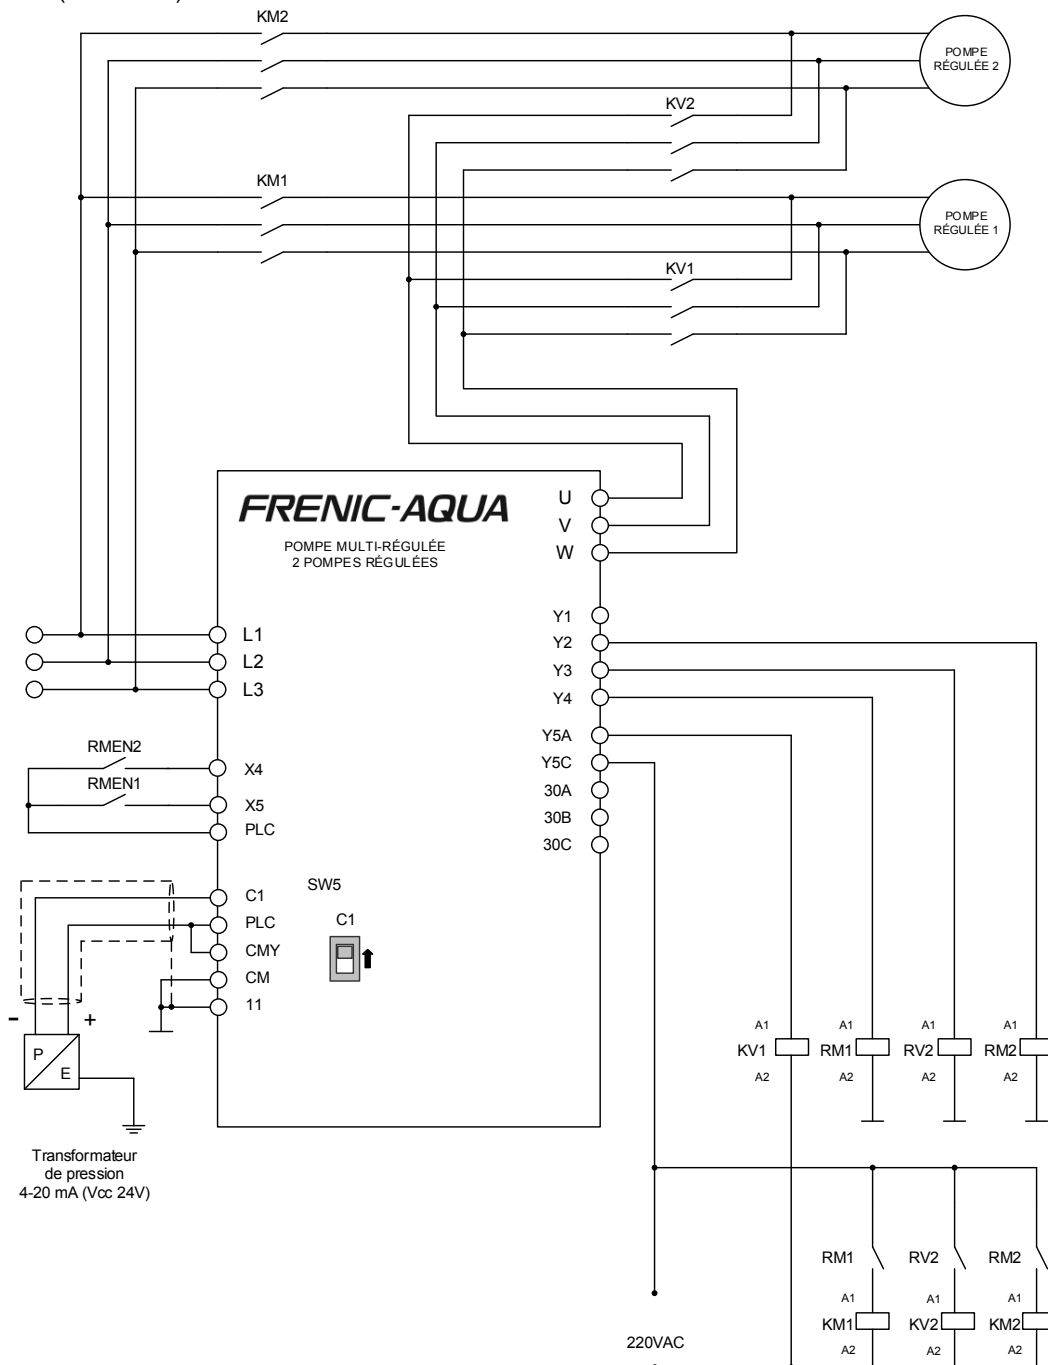 KM2
POMPE
RÉGULÉE 2
KV2
KM1
POMPE
RÉGULÉE 1
KV1
FRENIC-AQUA
POMPE MULTI-RÉGULÉE
2 POMPES RÉGULÉES
U
V
W
Y1
L1
Y2
L2
Y3
L3
Y4
Y5A
RMEN2
X4
Y5C
RMEN1
X5
30A
PLC
30B
30C
SW5
C1
C1
PLC
CMY
CM
11
- +
P
E
A1 A1 A1 A1
KV1 RM1 RV2 RM2
A2 A2 A2 A2
Transformateur
de pression
4-20 mA (Vcc 24V)
RM1 RV2 RM2
A1 A1 A1
KM1 KV2 KM2
220VAC
A2 A2 A2